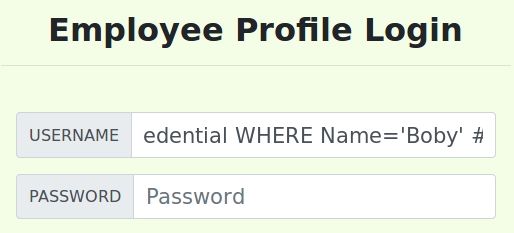 Employee Profile Login
USERNAME edential WHERE Name='Boby' #
PASSWORD Password